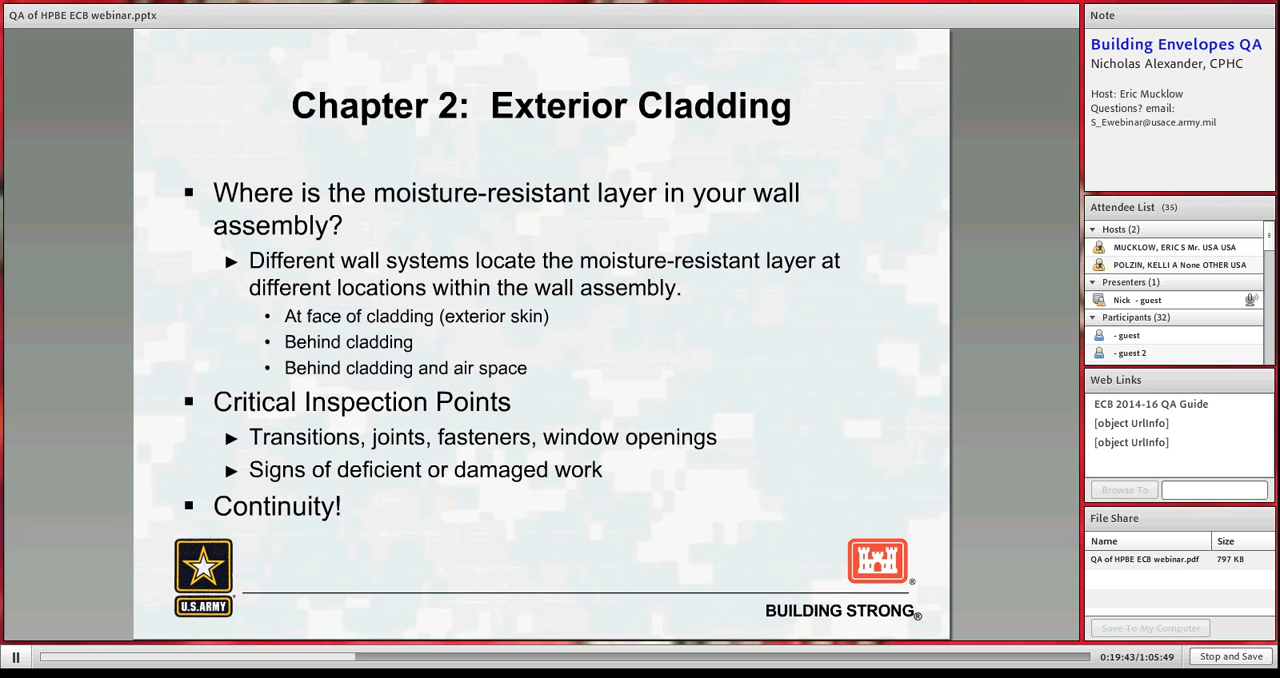 QA of HPBE ECB webinar.pptx
Chapter 2: Exterior Cladding
▪ Where is the moisture-resistant layer in your wall
assembly?
► Different wall systems locate the moisture-resistant layer at
different locations within the wall assembly.
• At face of cladding (exterior skin)
• Behind cladding
• Behind cladding and air space
▪ Critical Inspection Points
► Transitions, joints, fasteners, window openings
► Signs of deficient or damaged work
▪ Continuity!
U.S.ARMY
®
BUILDING STRONG®
Note
Building Envelopes QA
Nicholas Alexander, CPHC
Host: Eric Mucklow
Questions? email:
S_Ewebinar@usace.army.mil
Attendee List (35)
Hosts (2)
MUCKLOW, ERIC S Mr. USA USA
POLZIN, KELLI A None OTHER USA
Presenters (1)
Nick - guest
Participants (32)
- guest
- guest 2
Web Links
ECB 2014-16 QA Guide
[object UrlInfo]
[object UrlInfo]
Browse To
File Share
Name Size
QA of HPBE ECB webinar.pdf 797 KB
Save To My Computer
0:19:43/1:05:49 Stop and Save